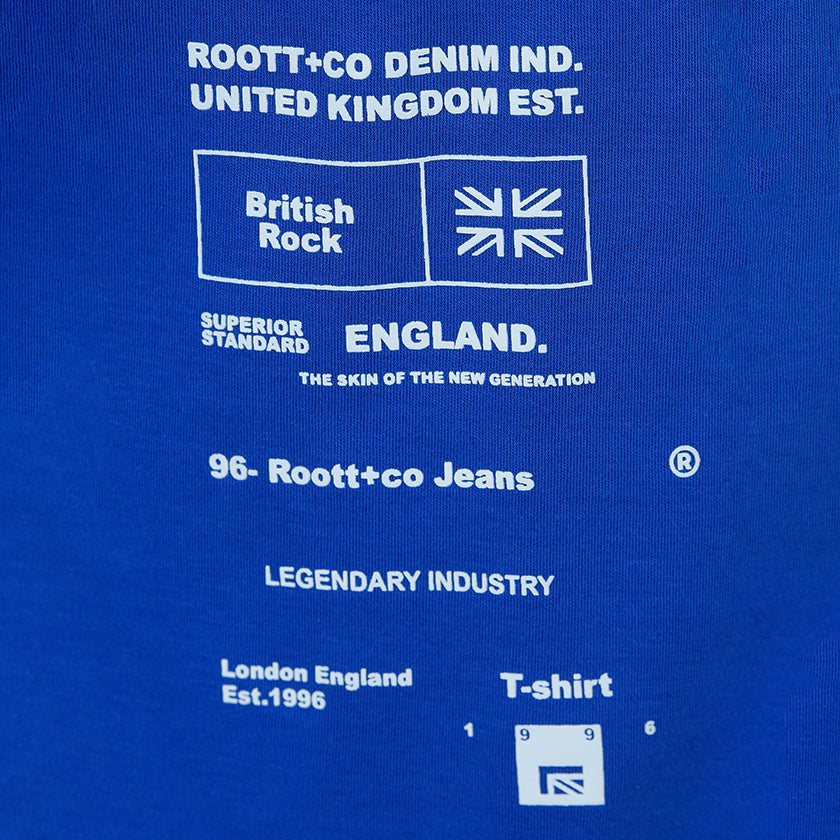 ROOTT+CO DENIM IND.
UNITED KINGDOM EST.
British
Rock
SUPERIOR
STANDARD
ENGLAND.
THE SKIN OF THE NEW GENERATION
96- Roott+co Jeans
®
LEGENDARY INDUSTRY
London England
Est.1996
T-shirt
1 9 9 6